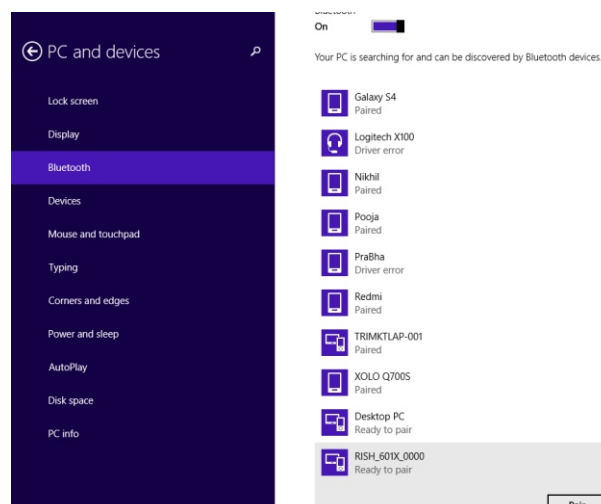 PC and devices
Lock screen
Display
Bluetooth
Devices
Mouse and touchpad
Typing
Corners and edges
Power and sleep
AutoPlay
Disk space
PC info
Bluetooth
On
Your PC is searching for and can be discovered by Bluetooth devices.
Galaxy S4
Paired
Logitech X100
Driver error
Nikhil
Paired
Pooja
Paired
PraBha
Driver error
Redmi
Paired
TRIMKTLAP-001
Paired
XOLO Q700S
Paired
Desktop PC
Ready to pair
RISH_601X_0000
Ready to pair
Pair